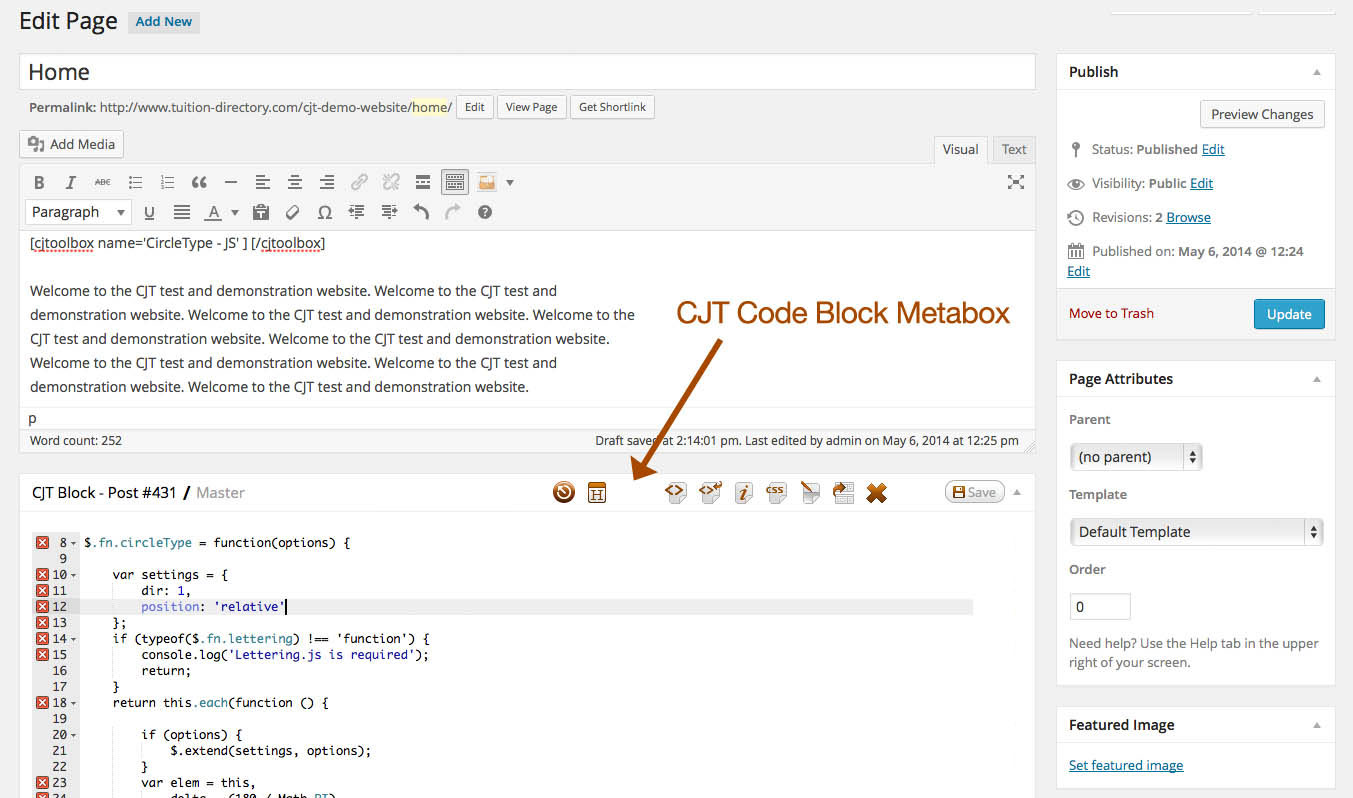 Edit Page Add New
Home
Permalink: http://www.tuition-directory.com/cjt-demo-website/home/ Edit View Page Get Shortlink
Add Media
Visual Text
B I ABC
Paragraph U A T Ω ?
[cjtoolbox name='CircleType - JS' ] [/cjtoolbox]
Welcome to the CJT test and demonstration website. Welcome to the CJT test and
demonstration website. Welcome to the CJT test and demonstration website. Welcome to the
CJT test and demonstration website. Welcome to the CJT test and demonstration website.
Welcome to the CJT test and demonstration website. Welcome to the CJT test and
demonstration website. Welcome to the CJT test and demonstration website.
CJT Code Block Metabox
p
Word count: 252
Draft saved at 2:14:01 pm. Last edited by admin on May 6, 2014 at 12:25 pm
CJT Block - Post #431 / Master H <> <> i css Save
8 $.fn.circleType = function(options) {
9
10 var settings = {
11 dir: 1,
12 position: 'relative'
13 };
14 if (typeof($.fn.lettering) !== 'function') {
15 console.log('Lettering.js is required');
16 return;
17 }
18 return this.each(function () {
19
20 if (options) {
21 $.extend(settings, options);
22 }
23 var elem = this,
24 delta = (180 / Math.PI),
Publish
Preview Changes
Status: Published Edit
Visibility: Public Edit
Revisions: 2 Browse
Published on: May 6, 2014 @ 12:24
Edit
Move to Trash Update
Page Attributes
Parent
(no parent)
Template
Default Template
Order
0
Need help? Use the Help tab in the upper
right of your screen.
Featured Image
Set featured image